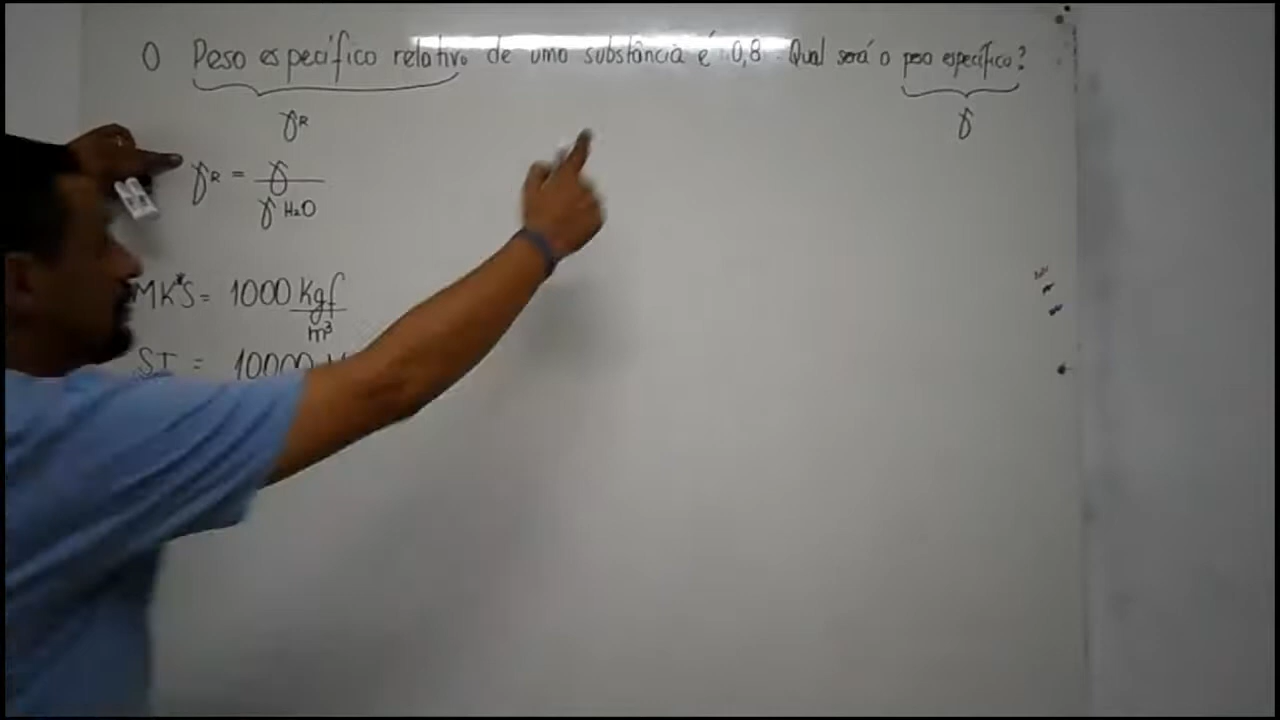 O Peso específico relativo de uma substância é 0,8. Qual será o peso específico?
γR γ
γR = γ
γ H2O
MK*S = 1000 Kgf
m³
SI = 10000